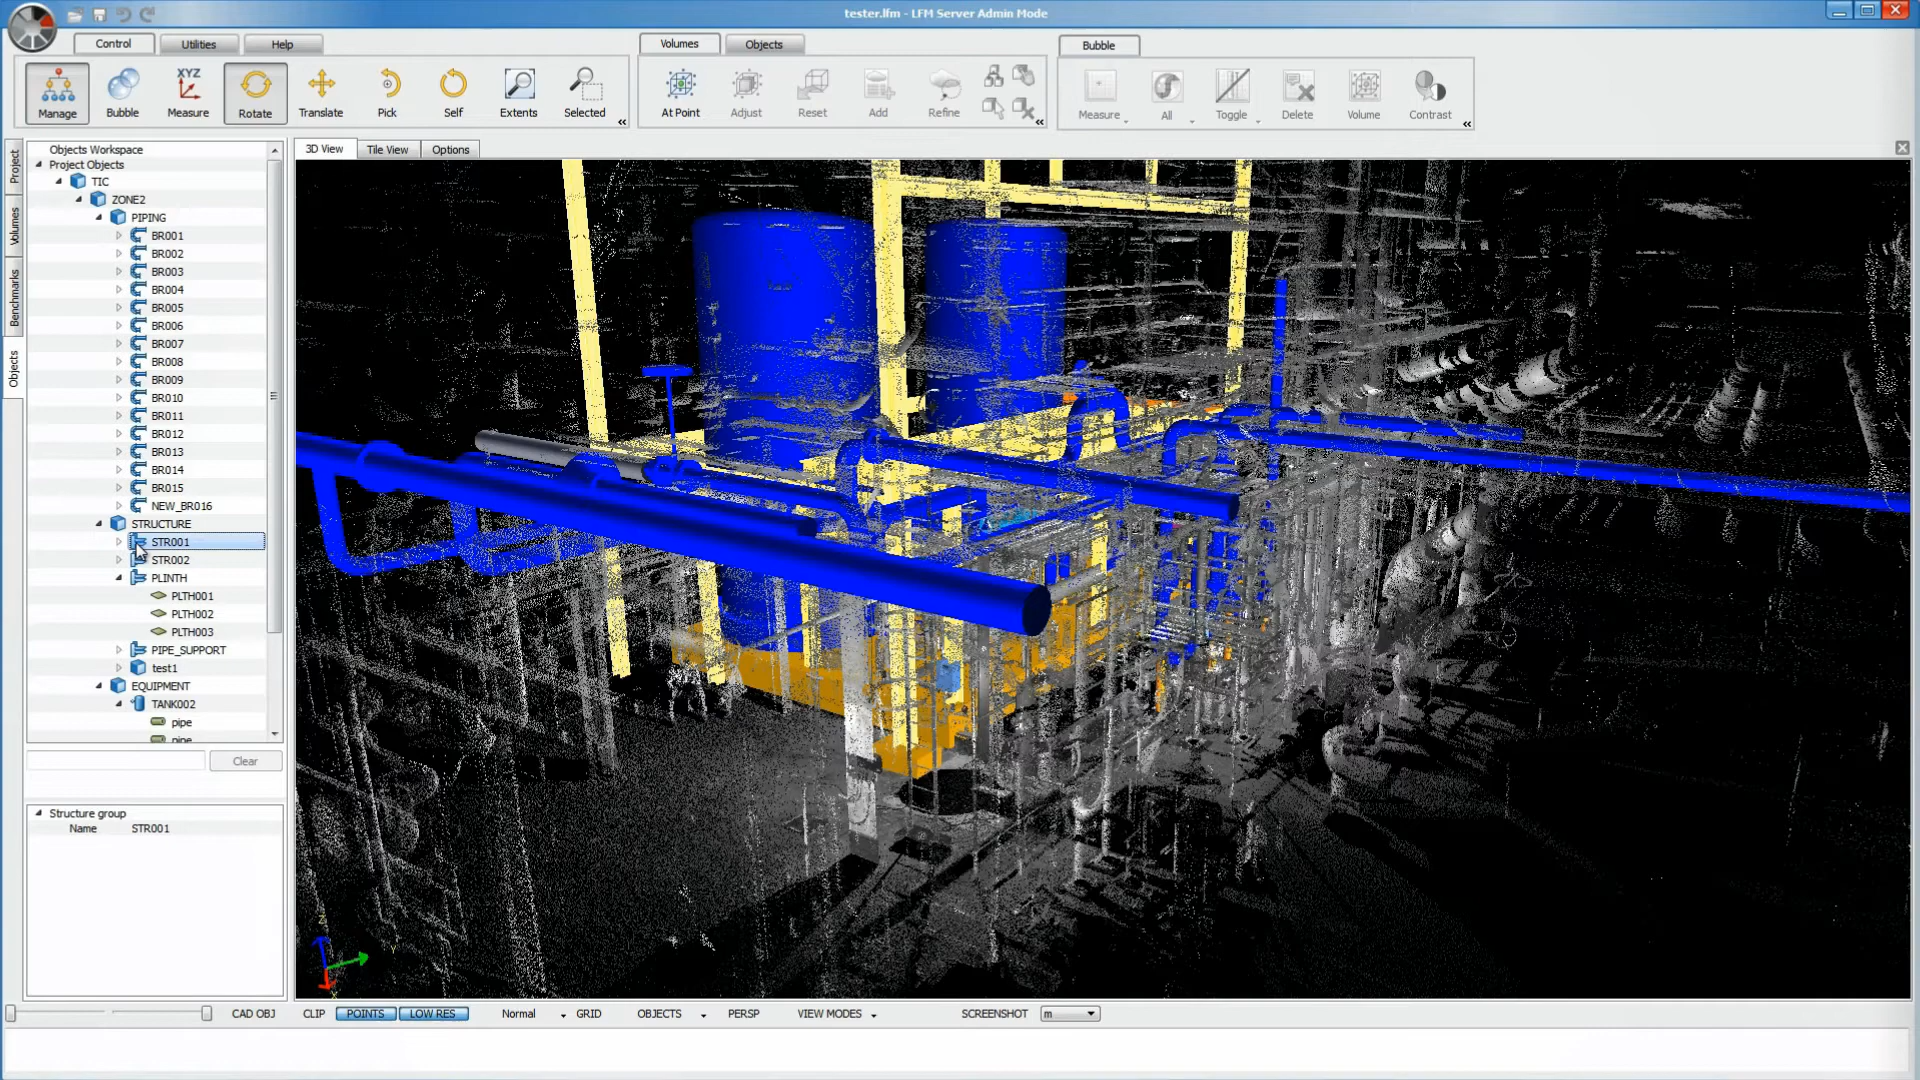 tester.lfm - LFM Server Admin Mode
Control Utilities Help
Volumes Objects
Bubble
Manage Bubble XYZ Measure Rotate Translate Pick Self Extents Selected
At Point Adjust Reset Add Refine
Measure All Toggle Delete Volume Contrast
3D View Tile View Options
Project
Volumes
Benchmarks
Objects
Objects Workspace
Project Objects
TIC
ZONE2
PIPING
BR001
BR002
BR003
BR004
BR005
BR006
BR007
BR008
BR009
BR010
BR011
BR012
BR013
BR014
BR015
NEW_BR016
STRUCTURE
STR001
STR002
PLINTH
PLTH001
PLTH002
PLTH003
PIPE_SUPPORT
test1
EQUIPMENT
TANK002
pipe
pipe
Clear
Structure group
Name STR001
Z
Y
X
CAD OBJ CLIP POINTS LOW RES Normal GRID OBJECTS PERSP VIEW MODES SCREENSHOT m